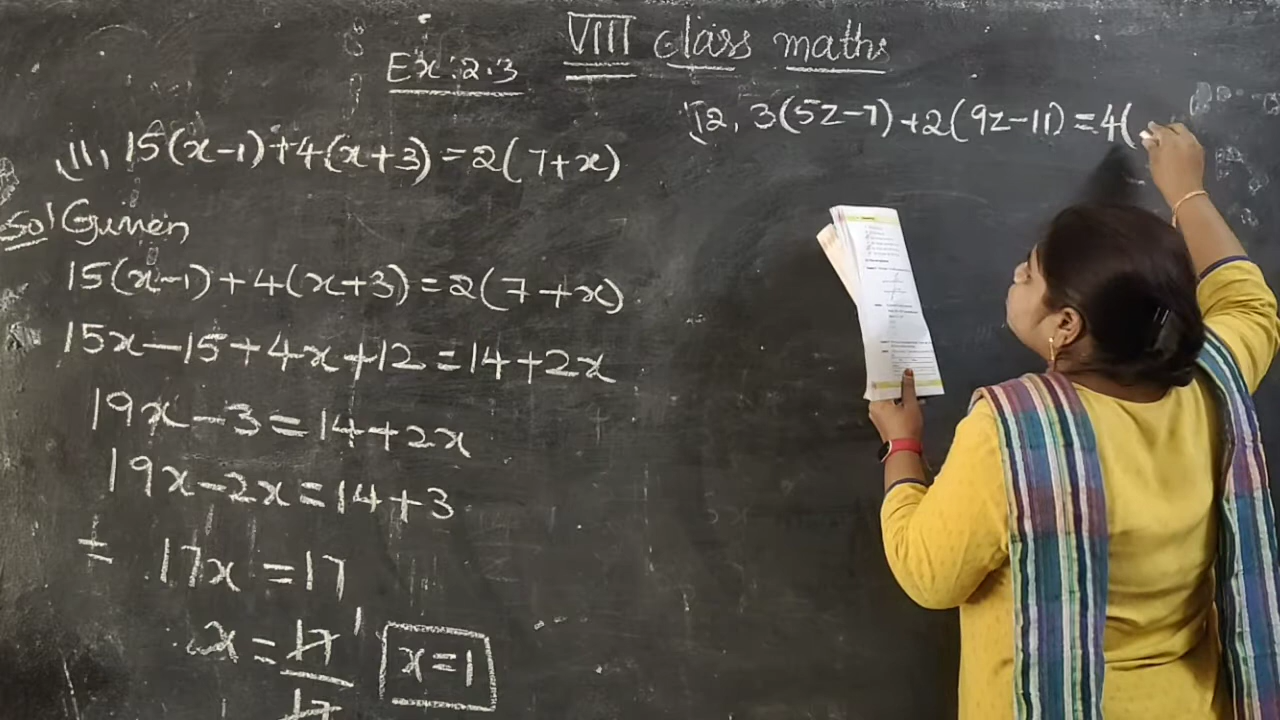 VIII class maths
Ex:2.3
11, 15(x-1)+4(x+3)=2(7+x)
Sol Given
15(x-1)+4(x+3)=2(7+x)
15x-15+4x+12=14+2x
19x-3=14+2x
19x-2x=14+3
÷ 17x=17
x=17/17 1 x=1
12, 3(5z-7)+2(9z-11)=4(